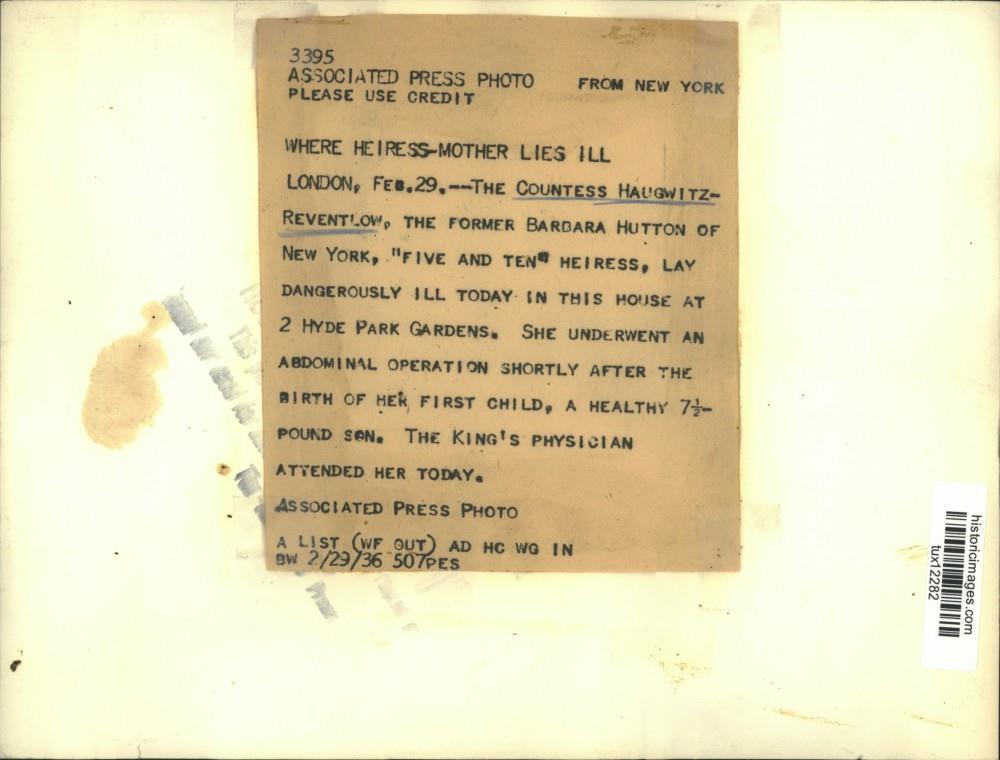 3395
ASSOCIATED PRESS PHOTO FROM NEW YORK
PLEASE USE CREDIT
WHERE HEIRESS-MOTHER LIES ILL
LONDON, FEB.29.--THE COUNTESS HAUGWITZ-
REVENTLOW, THE FORMER BARBARA HUTTON OF
NEW YORK, "FIVE AND TEN" HEIRESS, LAY
DANGEROUSLY ILL TODAY IN THIS HOUSE AT
2 HYDE PARK GARDENS. SHE UNDERWENT AN
ABDOMINAL OPERATION SHORTLY AFTER THE
BIRTH OF HER FIRST CHILD, A HEALTHY 7½-
POUND SON. THE KING'S PHYSICIAN
ATTENDED HER TODAY.
ASSOCIATED PRESS PHOTO
A LIST (WF OUT) AD HC WG IN
BW 2/29/36 507PES
historicimages.com
tux12282